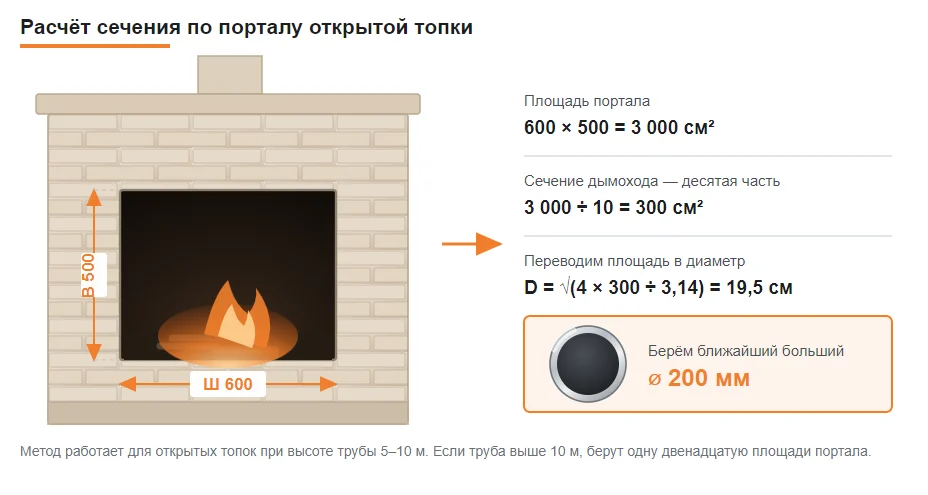 Расчёт сечения по порталу открытой топки
Площадь портала
600 × 500 = 3 000 см²
Сечение дымохода — десятая часть
3 000 ÷ 10 = 300 см²
Переводим площадь в диаметр
D = √(4 × 300 ÷ 3,14) = 19,5 см
Берём ближайший больший
⌀ 200 мм
В 500
Ш 600
Метод работает для открытых топок при высоте трубы 5–10 м. Если труба выше 10 м, берут одну двенадцатую площади портала.